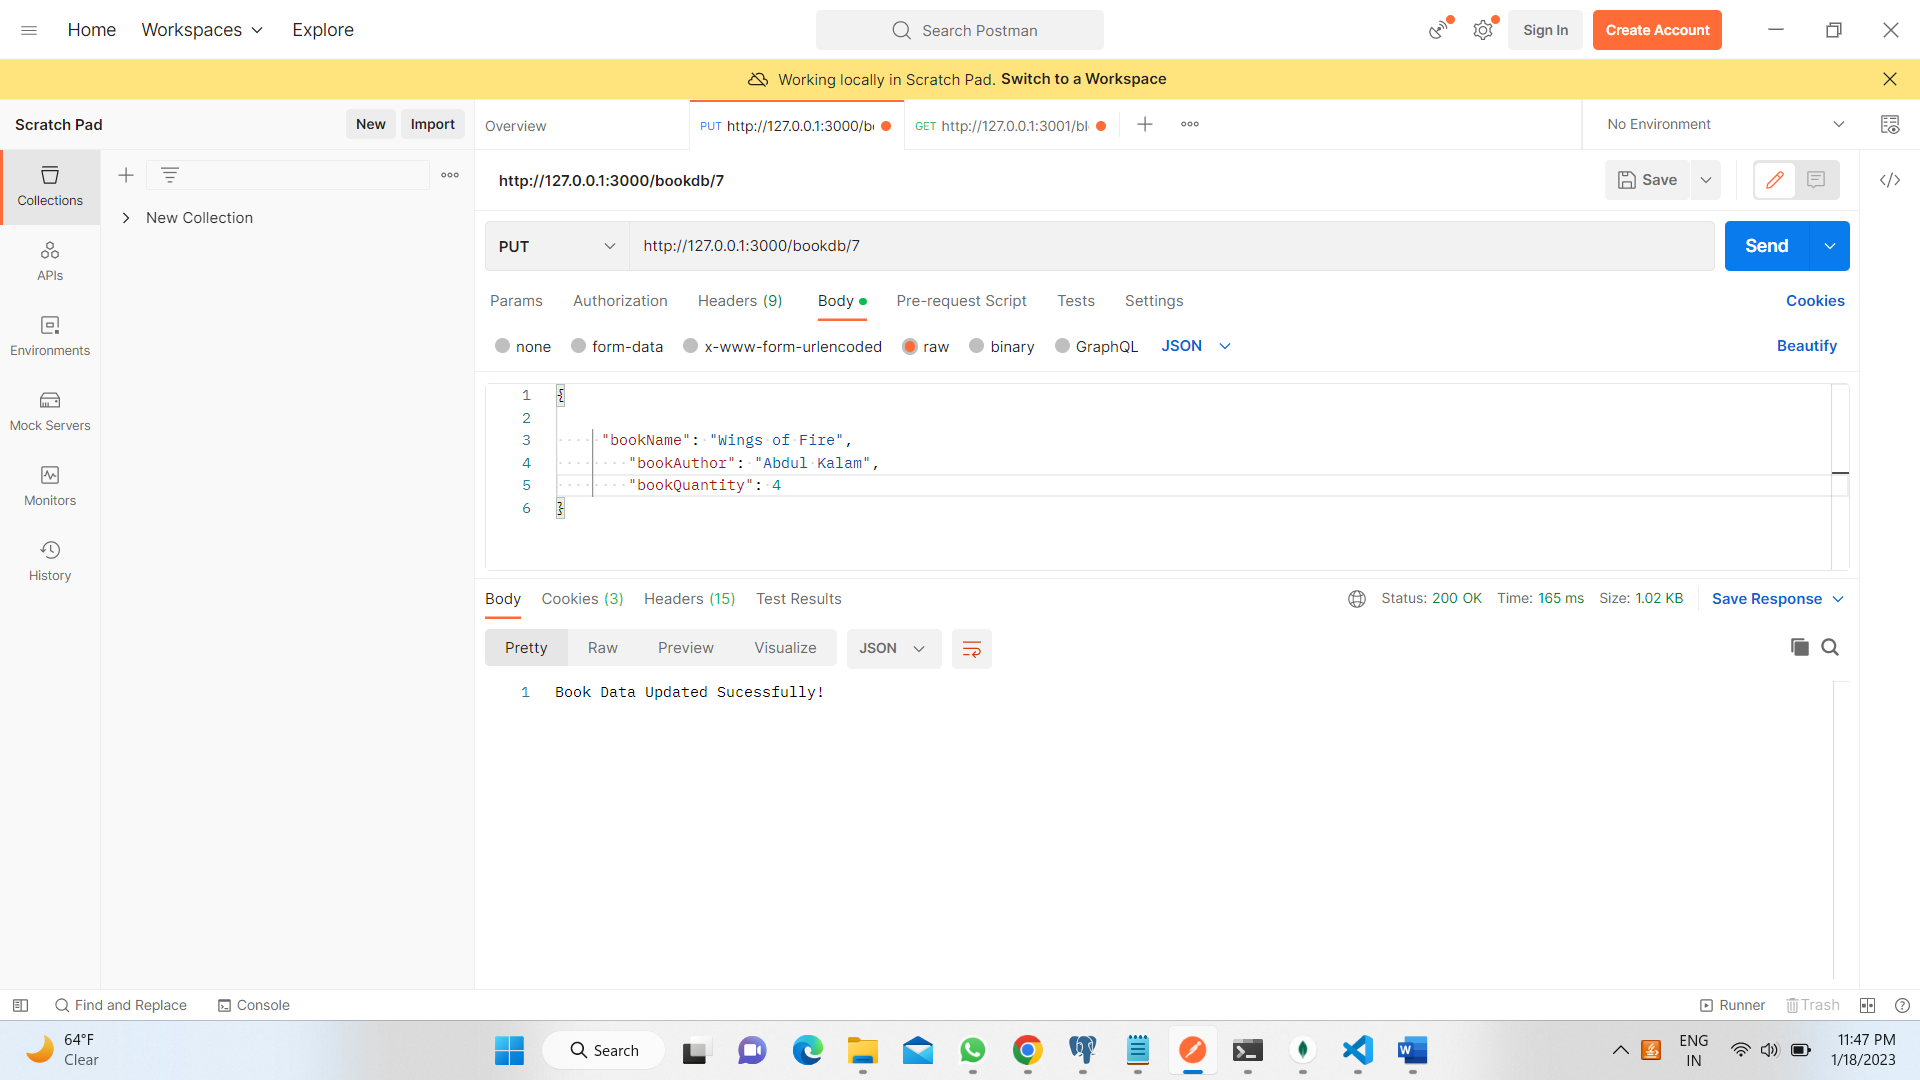 Home Workspaces Explore Search Postman Sign In Create Account
Working locally in Scratch Pad. Switch to a Workspace
Scratch Pad New Import Overview PUT http://127.0.0.1:3000/b GET http://127.0.0.1:3001/bl No Environment
http://127.0.0.1:3000/bookdb/7 Save
Collections
New Collection
PUT http://127.0.0.1:3000/bookdb/7 Send
APIs
Params Authorization Headers (9) Body Pre-request Script Tests Settings Cookies
Environments
none form-data x-www-form-urlencoded raw binary GraphQL JSON Beautify
1 {
2
3 "bookName": "Wings of Fire",
Mock Servers
4 "bookAuthor": "Abdul Kalam",
5 "bookQuantity": 4
Monitors
6 }
History
Body Cookies (3) Headers (15) Test Results Status: 200 OK Time: 165 ms Size: 1.02 KB Save Response
Pretty Raw Preview Visualize JSON
1 Book Data Updated Sucessfully!
Find and Replace Console Runner Trash
64°F
Clear
Search
ENG
IN
11:47 PM
1/18/2023